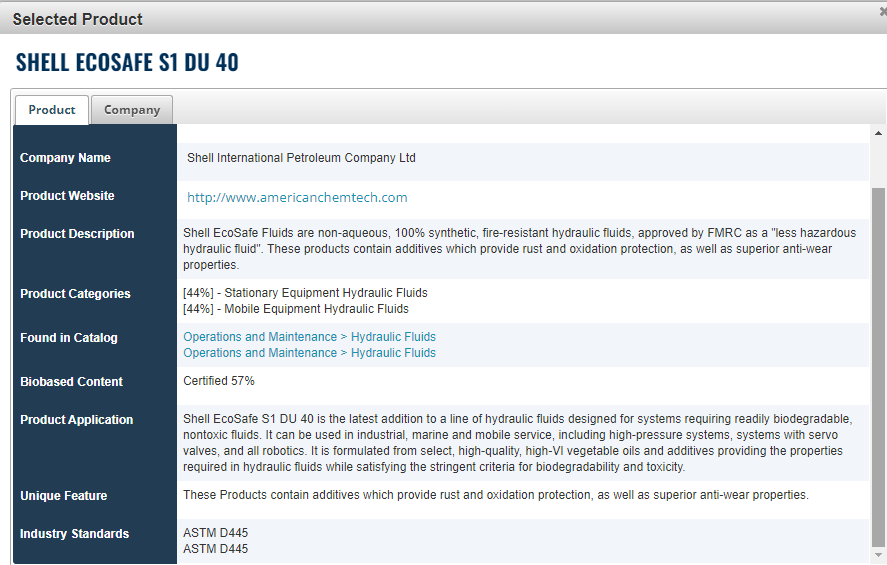 Selected Product
SHELL ECOSAFE S1 DU 40
Product Company
Company Name Shell International Petroleum Company Ltd
Product Website http://www.americanchemtech.com
Product Description Shell EcoSafe Fluids are non-aqueous, 100% synthetic, fire-resistant hydraulic fluids, approved by FMRC as a "less hazardous
hydraulic fluid". These products contain additives which provide rust and oxidation protection, as well as superior anti-wear
properties.
Product Categories [44%] - Stationary Equipment Hydraulic Fluids
[44%] - Mobile Equipment Hydraulic Fluids
Found in Catalog Operations and Maintenance > Hydraulic Fluids
Operations and Maintenance > Hydraulic Fluids
Biobased Content Certified 57%
Product Application Shell EcoSafe S1 DU 40 is the latest addition to a line of hydraulic fluids designed for systems requiring readily biodegradable,
nontoxic fluids. It can be used in industrial, marine and mobile service, including high-pressure systems, systems with servo
valves, and all robotics. It is formulated from select, high-quality, high-VI vegetable oils and additives providing the properties
required in hydraulic fluids while satisfying the stringent criteria for biodegradability and toxicity.
Unique Feature These Products contain additives which provide rust and oxidation protection, as well as superior anti-wear properties.
Industry Standards ASTM D445
ASTM D445